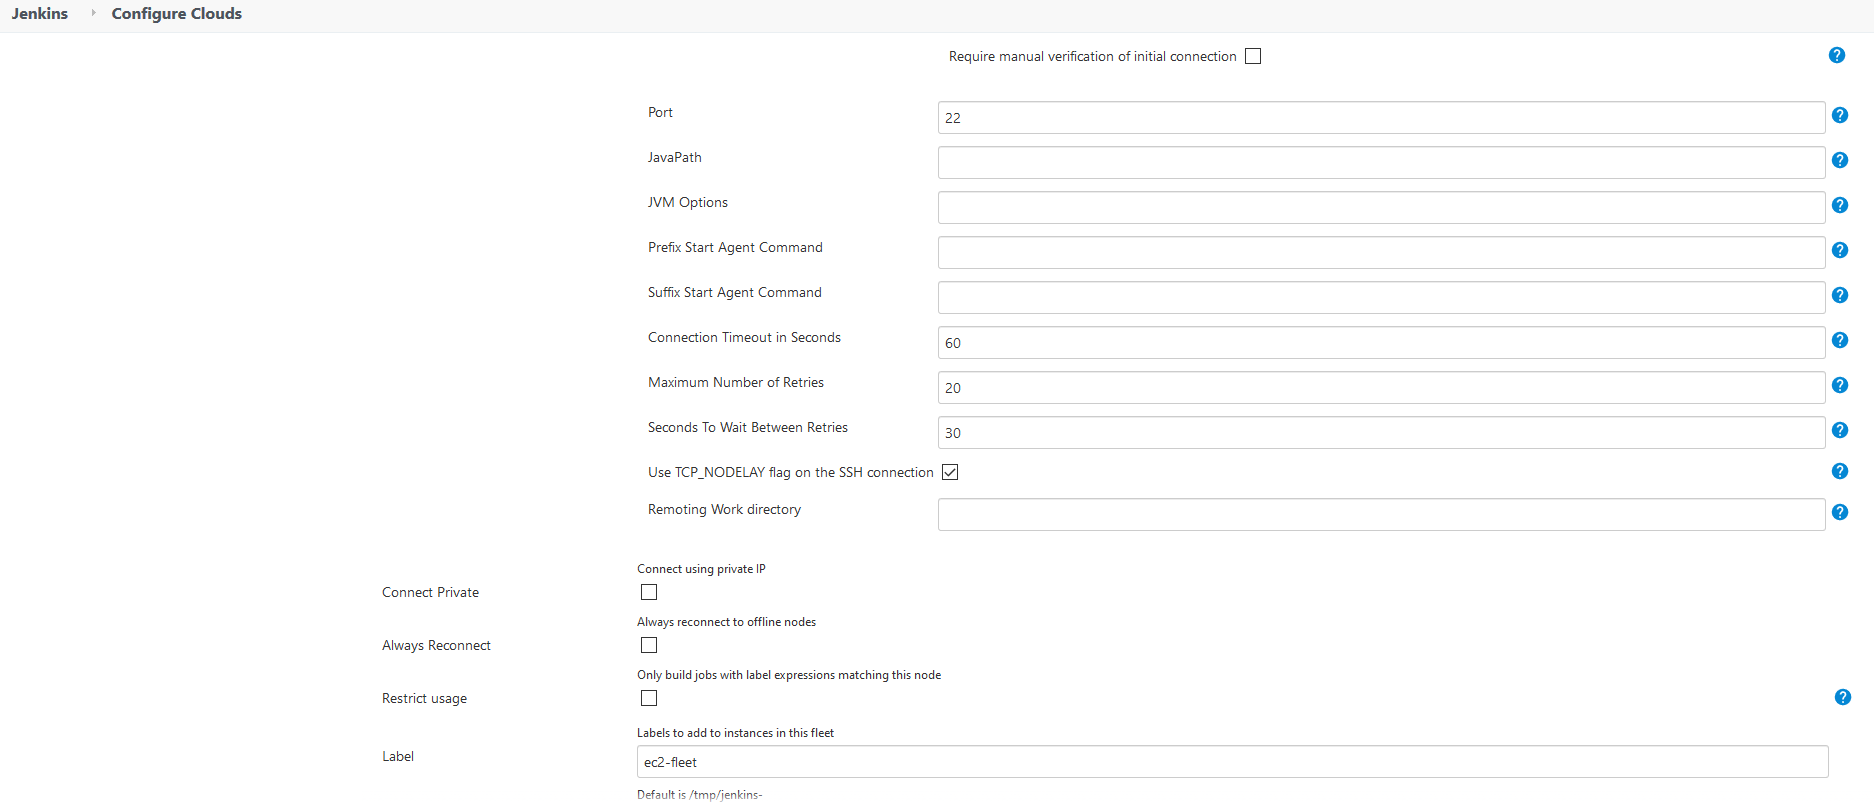 Jenkins Configure Clouds
Require manual verification of initial connection
Port 22
JavaPath
JVM Options
Prefix Start Agent Command
Suffix Start Agent Command
Connection Timeout in Seconds 60
Maximum Number of Retries 20
Seconds To Wait Between Retries 30
Use TCP_NODELAY flag on the SSH connection
Remoting Work directory
Connect using private IP
Connect Private
Always reconnect to offline nodes
Always Reconnect
Only build jobs with label expressions matching this node
Restrict usage
Labels to add to instances in this fleet
Label ec2-fleet
Default is /tmp/jenkins-